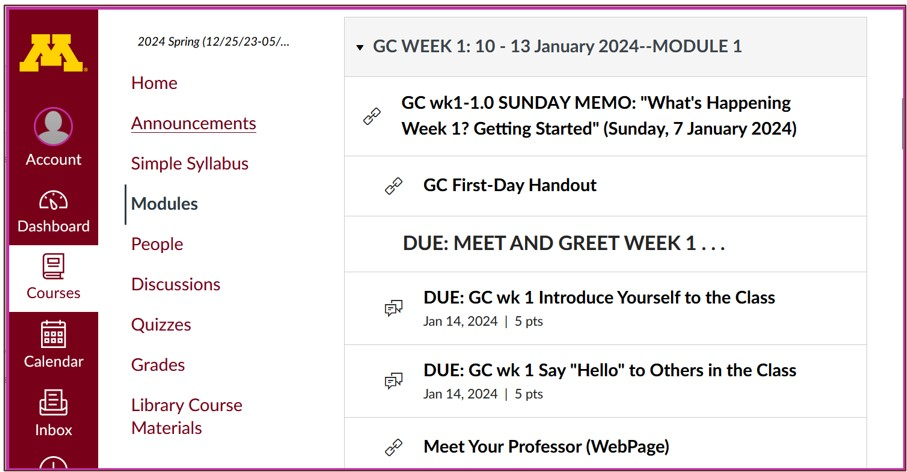 M
Account
Dashboard
Courses
Calendar
Inbox
2024 Spring (12/25/23-05/...
Home
Announcements
Simple Syllabus
Modules
People
Discussions
Quizzes
Grades
Library Course
Materials
GC WEEK 1: 10 - 13 January 2024--MODULE 1
GC wk1-1.0 SUNDAY MEMO: "What's Happening
Week 1? Getting Started" (Sunday, 7 January 2024)
GC First-Day Handout
DUE: MEET AND GREET WEEK 1 . . .
DUE: GC wk 1 Introduce Yourself to the Class
Jan 14, 2024 | 5 pts
DUE: GC wk 1 Say "Hello" to Others in the Class
Jan 14, 2024 | 5 pts
Meet Your Professor (WebPage)